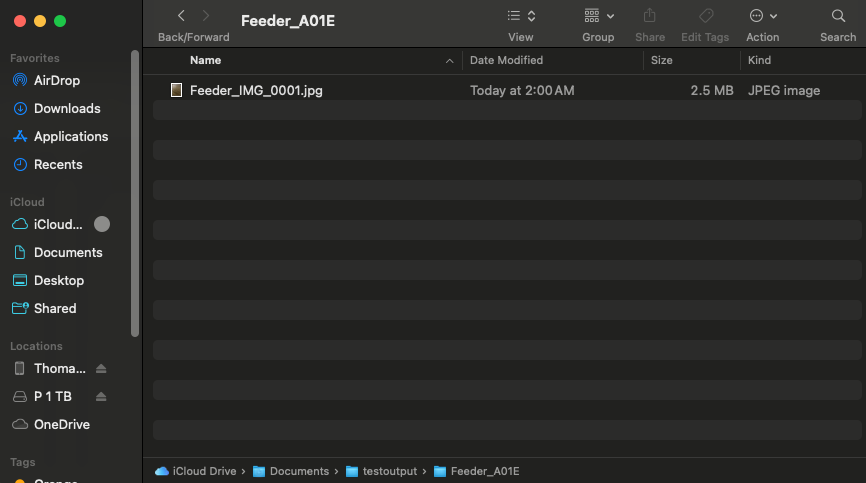 Feeder_A01E
Back/Forward
View
Group
Share
Edit Tags
Action
Search
Favorites
AirDrop
Downloads
Applications
Recents
iCloud
iCloud...
Documents
Desktop
Shared
Locations
Thoma...
P 1 TB
OneDrive
Tags
Orange
Name Date Modified Size Kind
Feeder_IMG_0001.jpg Today at 2:00 AM 2.5 MB JPEG image
iCloud Drive › Documents › testoutput › Feeder_A01E